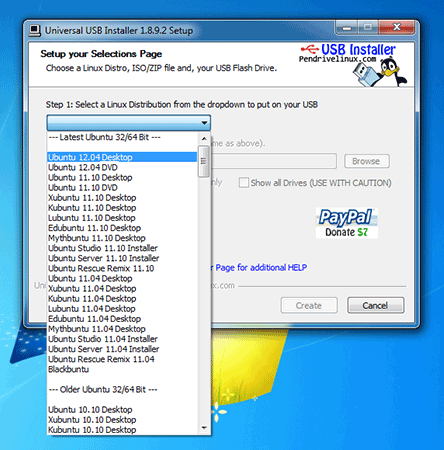 Universal USB Installer 1.8.9.2 Setup
Setup your Selections Page
Choose a Linux Distro, ISO/ZIP file and, your USB Flash Drive.
USB Installer
Pendrivelinux.com
Step 1: Select a Linux Distribution from the dropdown to put on your USB
--- Latest Ubuntu 32/64 Bit ---
Ubuntu 12.04 Desktop
Ubuntu 12.04 DVD
Ubuntu 11.10 Desktop
Ubuntu 11.10 DVD
Xubuntu 11.10 Desktop
Kubuntu 11.10 Desktop
Lubuntu 11.10 Desktop
Edubuntu 11.10 Desktop
Mythbuntu 11.10 Desktop
Ubuntu Studio 11.10 Installer
Ubuntu Server 11.10 Installer
Ubuntu Rescue Remix 11.10
Ubuntu 11.04 Desktop
Xubuntu 11.04 Desktop
Kubuntu 11.04 Desktop
Lubuntu 11.04 Desktop
Edubuntu 11.04 Desktop
Mythbuntu 11.04 Desktop
Ubuntu Studio 11.04 Installer
Ubuntu Server 11.04 Installer
Ubuntu Rescue Remix 11.04
Blackbuntu
--- Older Ubuntu 32/64 Bit ---
Ubuntu 10.10 Desktop
Xubuntu 10.10 Desktop
Kubuntu 10.10 Desktop
me as above).
Browse
nly
Show all Drives (USE WITH CAUTION)
PayPal
Donate $7
r Page for additional HELP
Un
ux.com
Create
Cancel